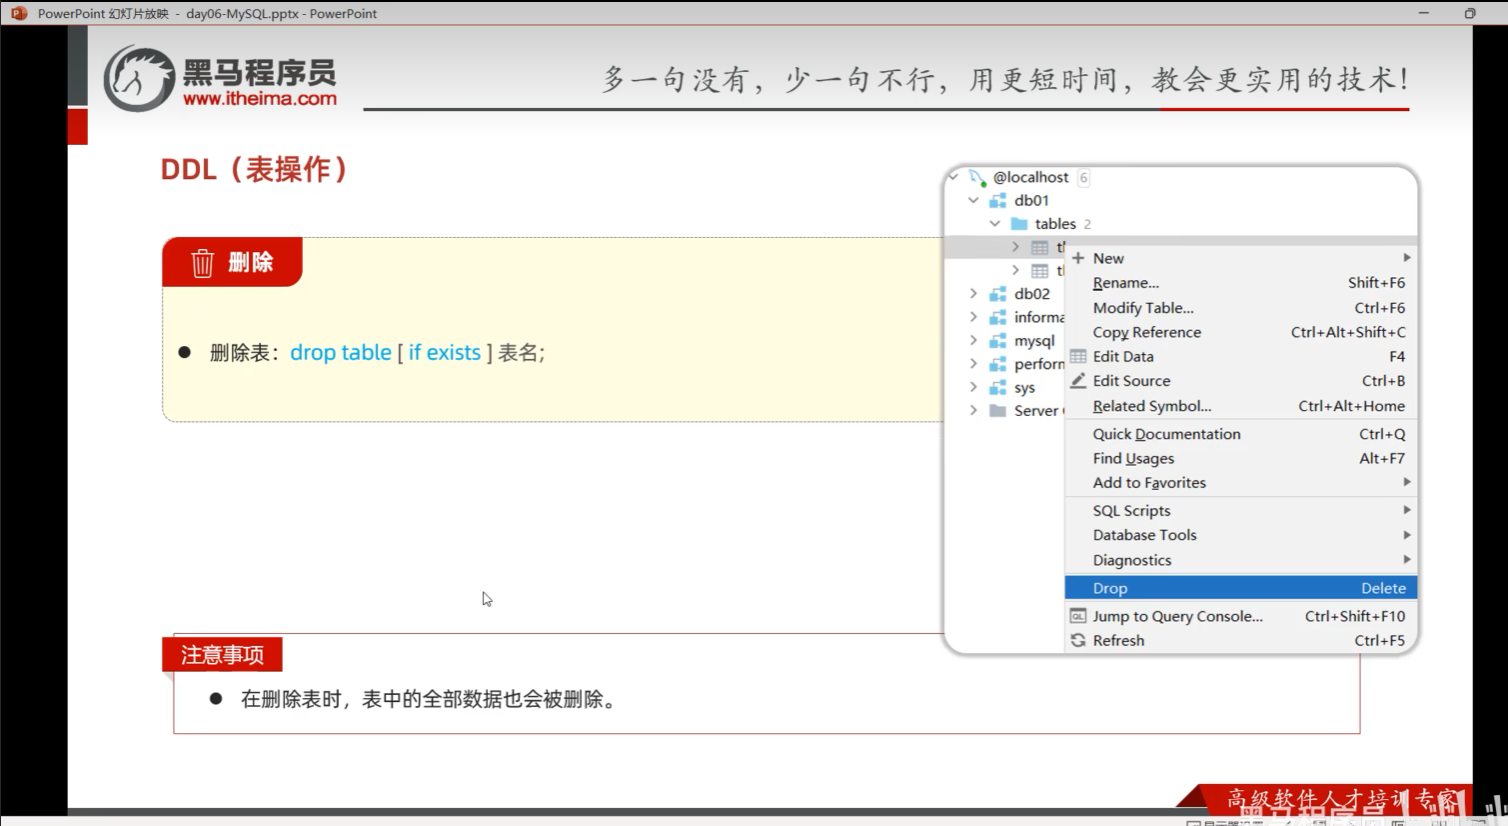 PowerPoint 幻灯片放映 - day06-MySQL.pptx - PowerPoint
黑马程序员
www.itheima.com
多一句没有，少一句不行，用更短时间，教会更实用的技术！
DDL（表操作）
删除
● 删除表：drop table [ if exists ] 表名;
@localhost 6
db01
tables 2
db02
informa
mysql
perform
sys
Server
New
Rename... Shift+F6
Modify Table... Ctrl+F6
Copy Reference Ctrl+Alt+Shift+C
Edit Data F4
Edit Source Ctrl+B
Related Symbol... Ctrl+Alt+Home
Quick Documentation Ctrl+Q
Find Usages Alt+F7
Add to Favorites
SQL Scripts
Database Tools
Diagnostics
Drop Delete
QL Jump to Query Console... Ctrl+Shift+F10
Refresh Ctrl+F5
注意事项
● 在删除表时，表中的全部数据也会被删除。
高级软件人才培训专家
黑马程序员